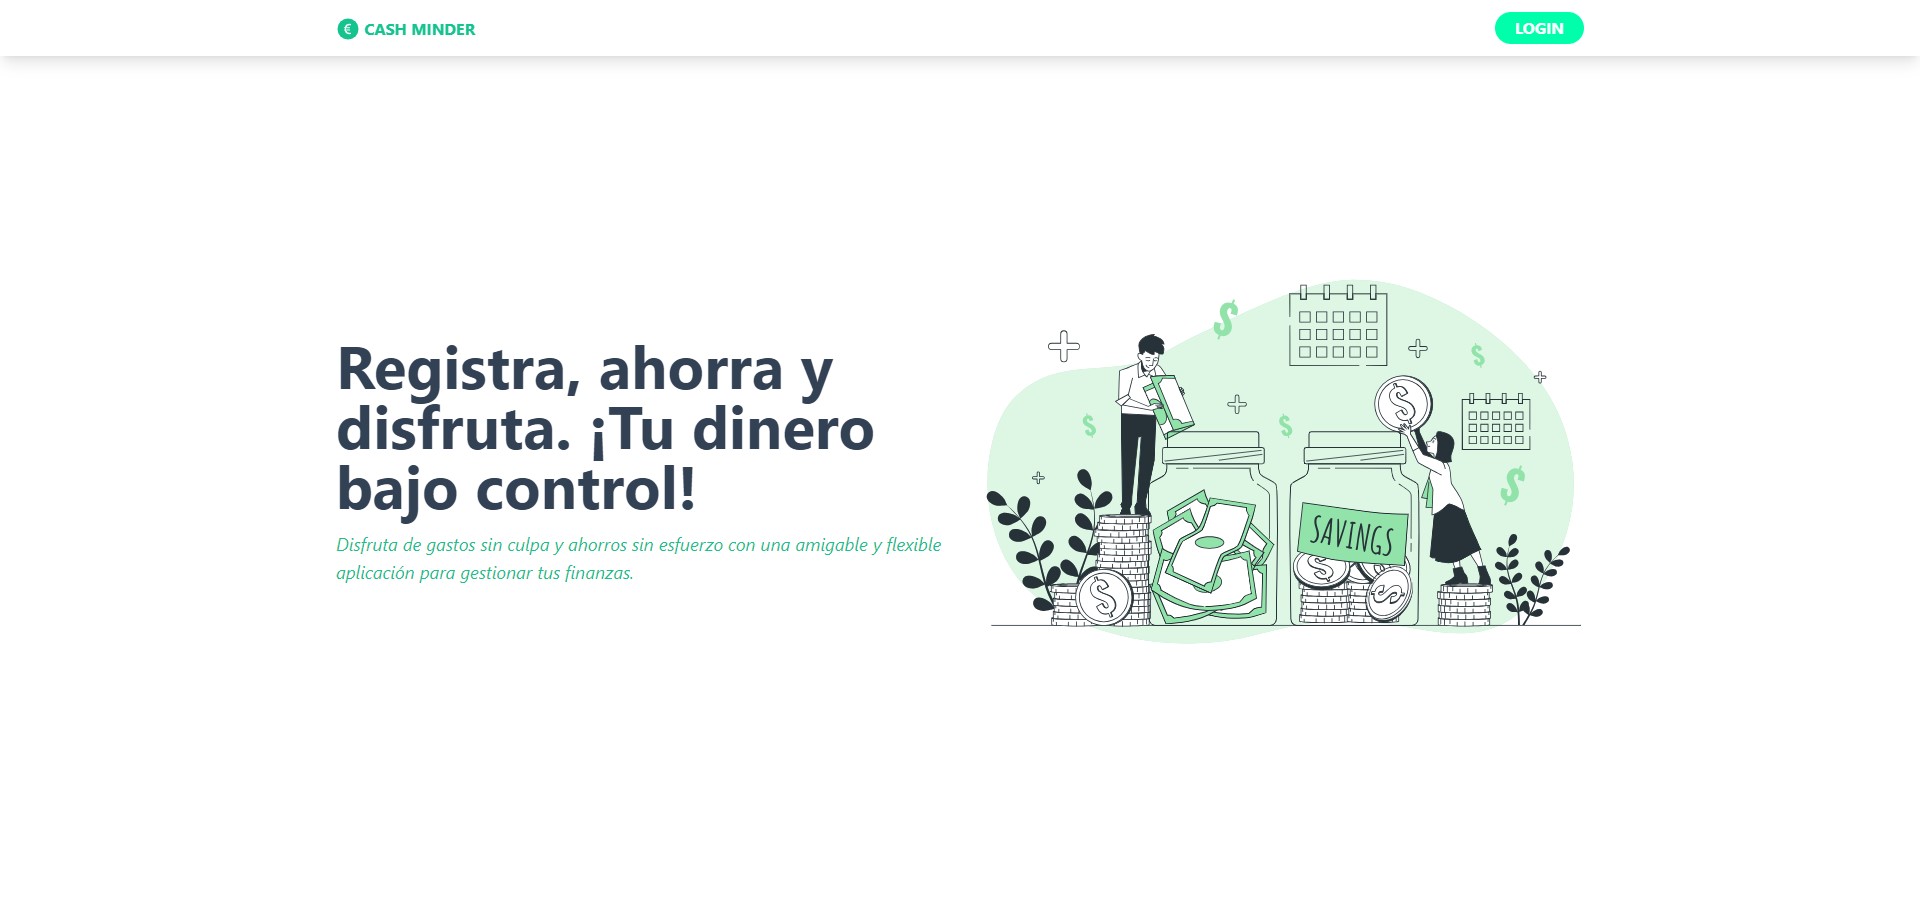 € CASH MINDER
LOGIN
Registra, ahorra y
disfruta. ¡Tu dinero
bajo control!
Disfruta de gastos sin culpa y ahorros sin esfuerzo con una amigable y flexible
aplicación para gestionar tus finanzas.
$
$
$
$
$
$
SAVINGS
$
$
$